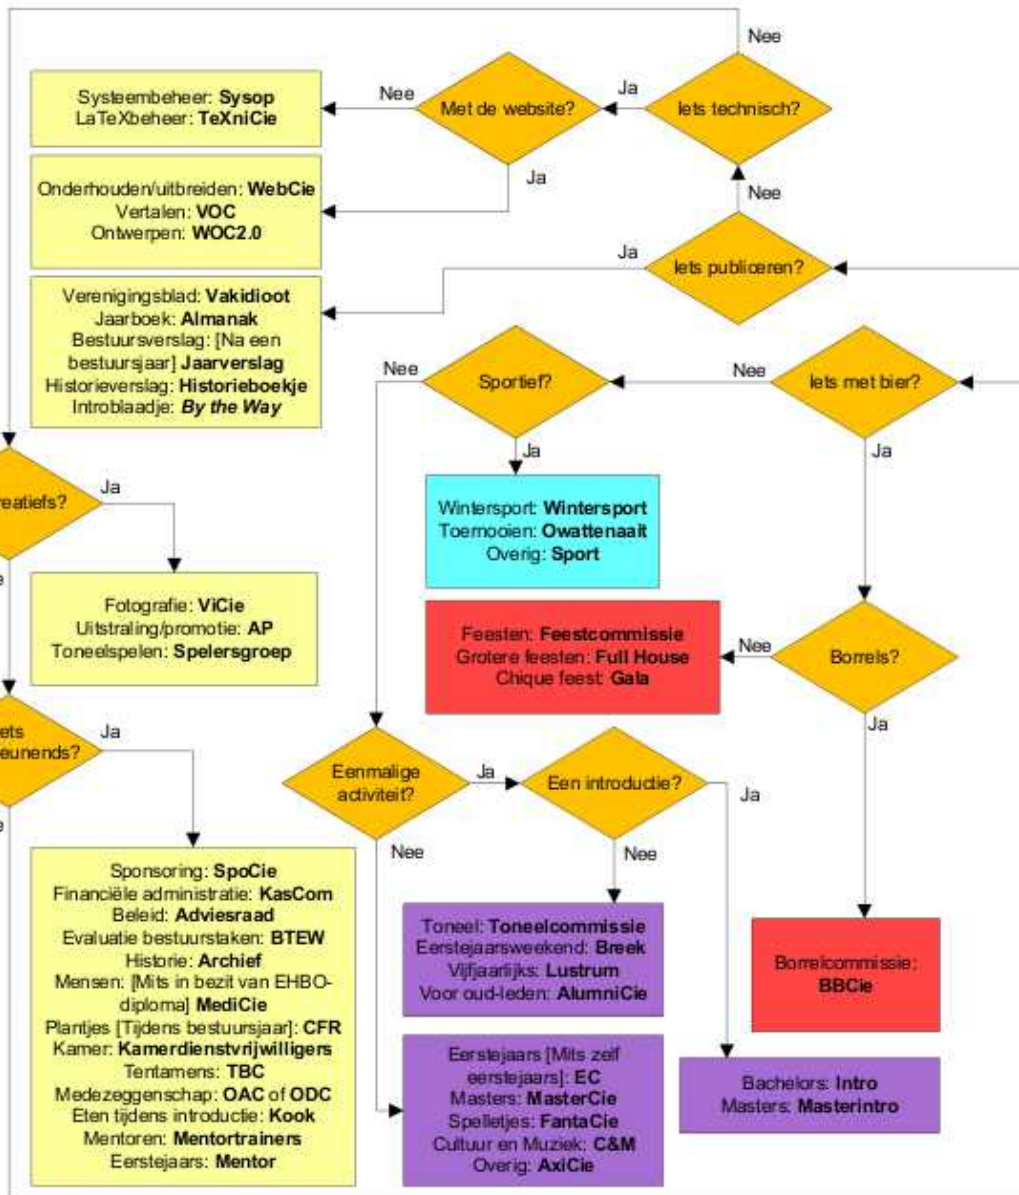 Nee
Iets technisch?
Ja
Met de website?
Nee
Systeembeheer: Sysop
LaTeXbeheer: TeXniCie
Ja
Nee
Onderhouden/uitbreiden: WebCie
Vertalen: VOC
Ontwerpen: WOC2.0
Iets publiceren?
Ja
Verenigingsblad: Vakidioot
Jaarboek: Almanak
Bestuursverslag: [Na een
bestuursjaar] Jaarverslag
Historieverslag: Historieboekje
Introblaadje: By the Way
Nee
Sportief?
Nee
Iets met bier?
Ja
Ja
Wintersport: Wintersport
Toernooien: Owattenaait
Overig: Sport
reatiefs?
Ja
e
Fotografie: ViCie
Uitstraling/promotie: AP
Toneelspelen: Spelersgroep
Feesten: Feestcommissie
Grotere feesten: Full House
Chique feest: Gala
Nee
Borrels?
Ja
ets
eunends?
Ja
e
Eenmalige
activiteit?
Ja
Een introductie?
Ja
Nee
Nee
Sponsoring: SpoCie
Financiële administratie: KasCom
Beleid: Adviesraad
Evaluatie bestuurstaken: BTEW
Historie: Archief
Mensen: [Mits in bezit van EHBO-
diploma] MediCie
Plantjes [Tijdens bestuursjaar]: CFR
Kamer: Kamerdienstvrijwilligers
Tentamens: TBC
Medezeggenschap: OAC of ODC
Eten tijdens introductie: Kook
Mentoren: Mentortrainers
Eerstejaars: Mentor
Toneel: Toneelcommissie
Eerstejaarsweekend: Breek
Vijfjaarlijks: Lustrum
Voor oud-leden: AlumniCie
Borrelcommissie:
BBCie
Eerstejaars [Mits zelf
eerstejaars]: EC
Masters: MasterCie
Spelletjes: FantaCie
Cultuur en Muziek: C&M
Overig: AxiCie
Bachelors: Intro
Masters: Masterintro